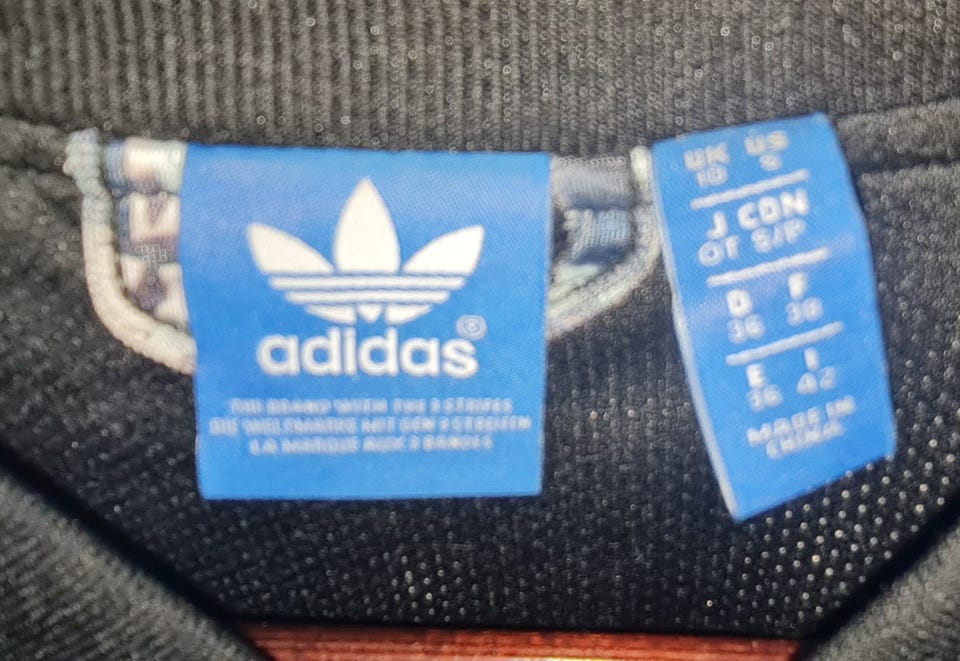 adidas®
THE BRAND WITH THE 3 STRIPES
DIE WELTMARKE MIT DEN 3 STREIFEN
LA MARQUE AUX 3 BANDES
UK US
10 S
J CDN
OT S/P
D F
36 38
E I
36 42
MADE IN
CHINA